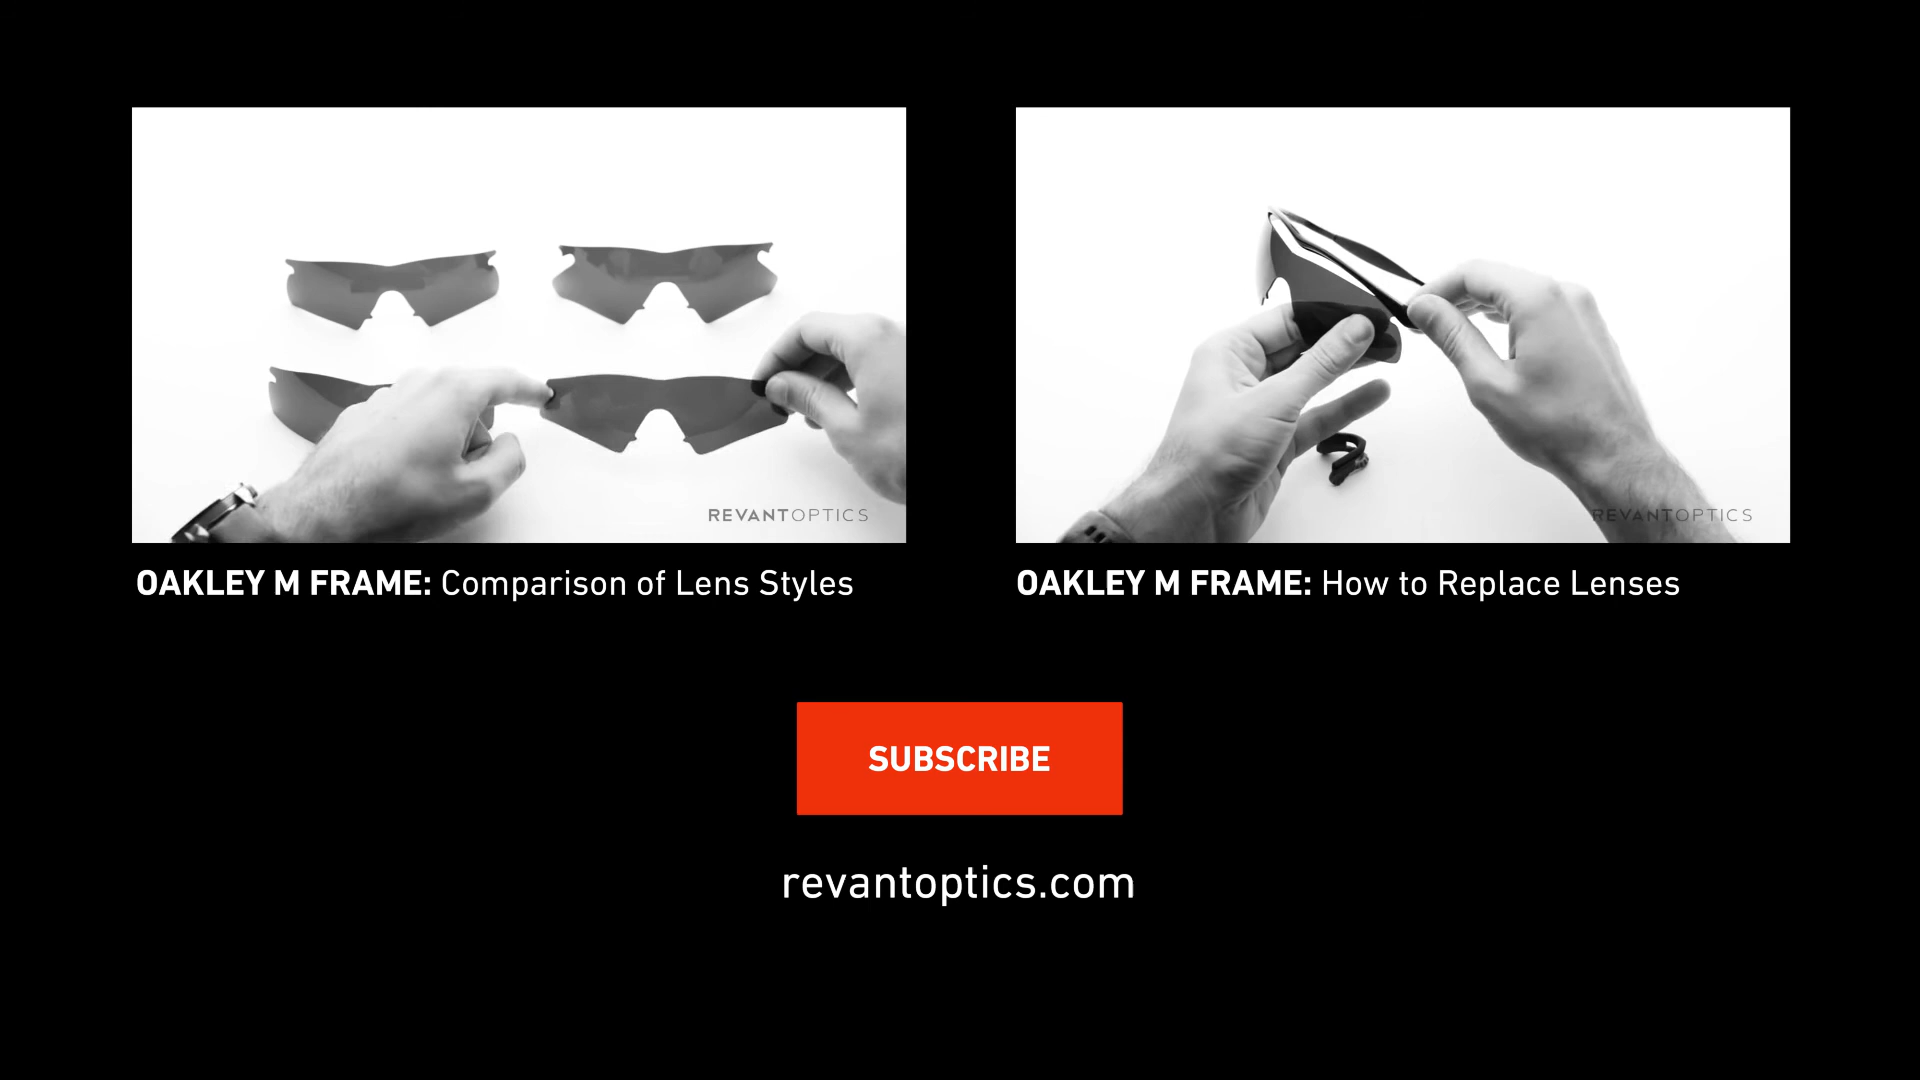 REVANTOPTICS
REVANTOPTICS
OAKLEY M FRAME: Comparison of Lens Styles
OAKLEY M FRAME: How to Replace Lenses
SUBSCRIBE
revantoptics.com